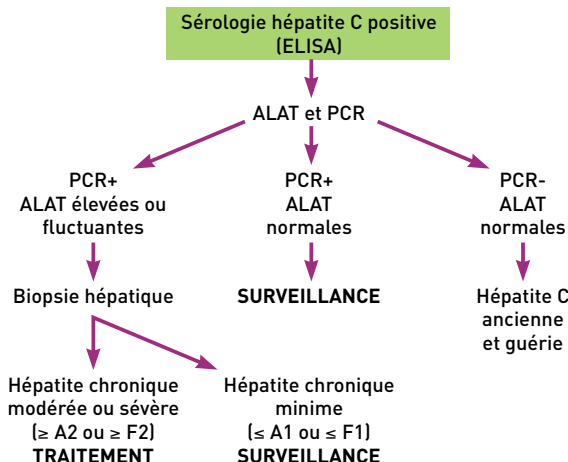 Sérologie hépatite C positive
(ELISA)
ALAT et PCR
PCR+
ALAT élevées ou
fluctuantes
PCR+
ALAT
normales
PCR-
ALAT
normales
Biopsie hépatique
SURVEILLANCE
Hépatite C
ancienne
et guérie
Hépatite chronique
modérée ou sévère
(≥ A2 ou ≥ F2)
TRAITEMENT
Hépatite chronique
minime
(≤ A1 ou ≤ F1)
SURVEILLANCE